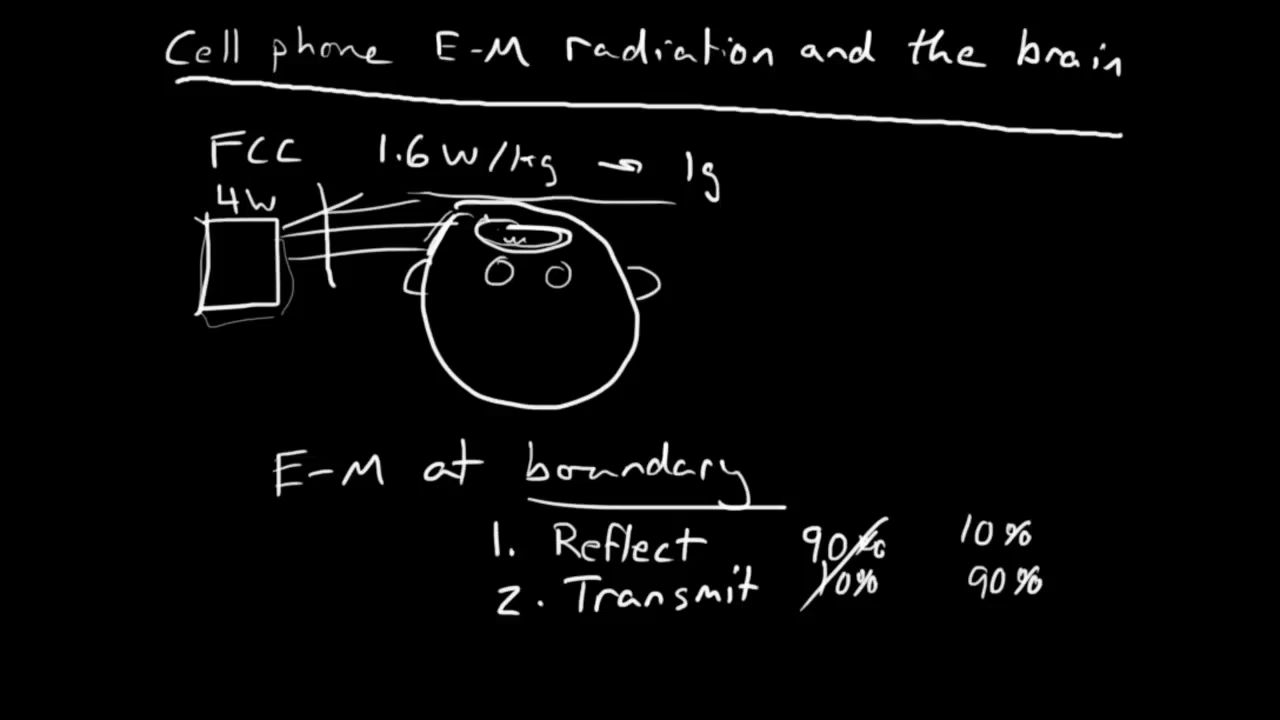 Cell phone E-M radiation and the brain
FCC 1.6 W/kg → 1g
4W
E-M at boundary
1. Reflect 90% 10%
2. Transmit 10% 90%